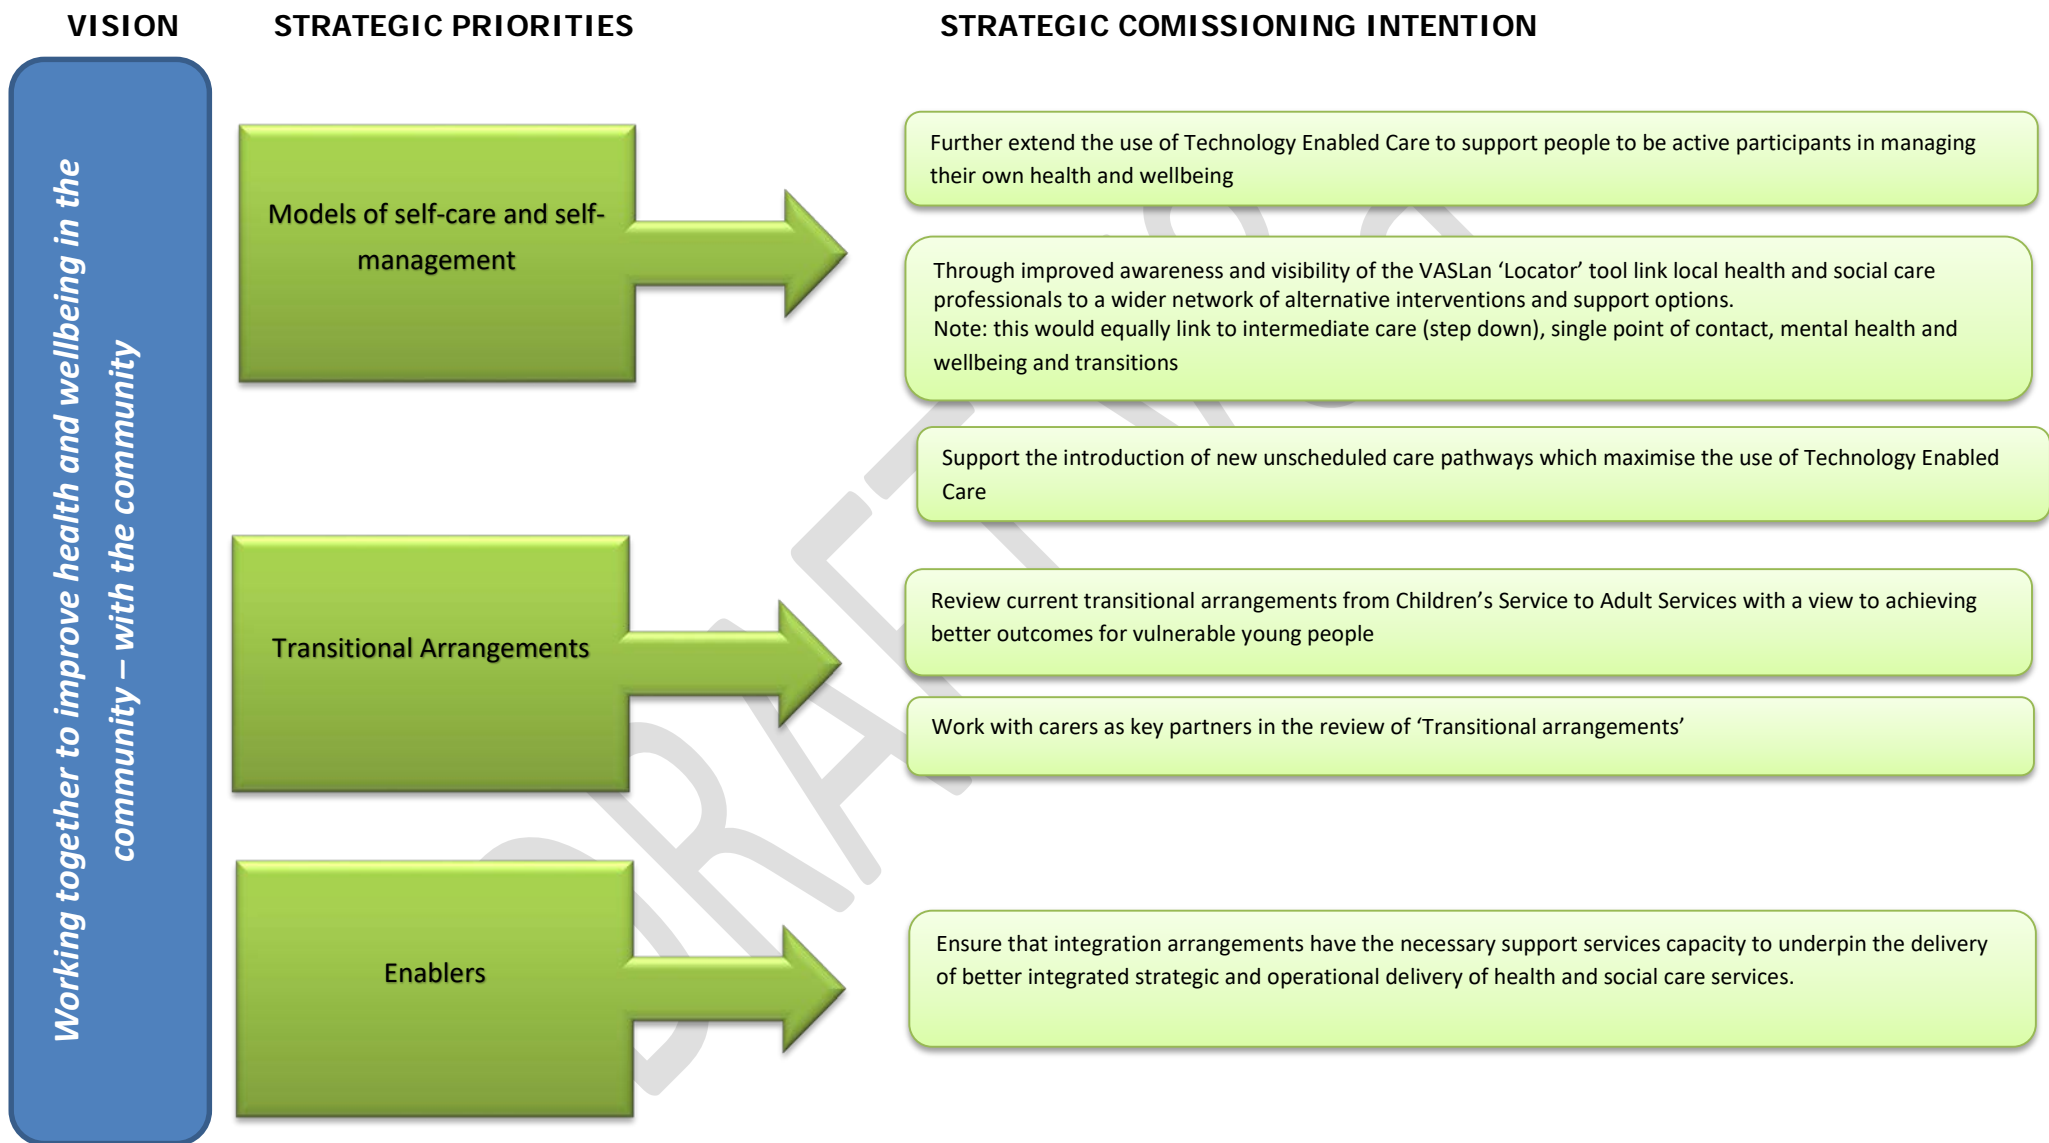 VISION
STRATEGIC PRIORITIES
STRATEGIC COMISSIONING INTENTION
Working together to improve health and wellbeing in the
community – with the community
Models of self-care and self-
management
Further extend the use of Technology Enabled Care to support people to be active participants in managing
their own health and wellbeing
Through improved awareness and visibility of the VASLan ‘Locator’ tool link local health and social care
professionals to a wider network of alternative interventions and support options.
Note: this would equally link to intermediate care (step down), single point of contact, mental health and
wellbeing and transitions
Support the introduction of new unscheduled care pathways which maximise the use of Technology Enabled
Care
Transitional Arrangements
Review current transitional arrangements from Children’s Service to Adult Services with a view to achieving
better outcomes for vulnerable young people
Work with carers as key partners in the review of ‘Transitional arrangements’
Enablers
Ensure that integration arrangements have the necessary support services capacity to underpin the delivery
of better integrated strategic and operational delivery of health and social care services.
DRAFT